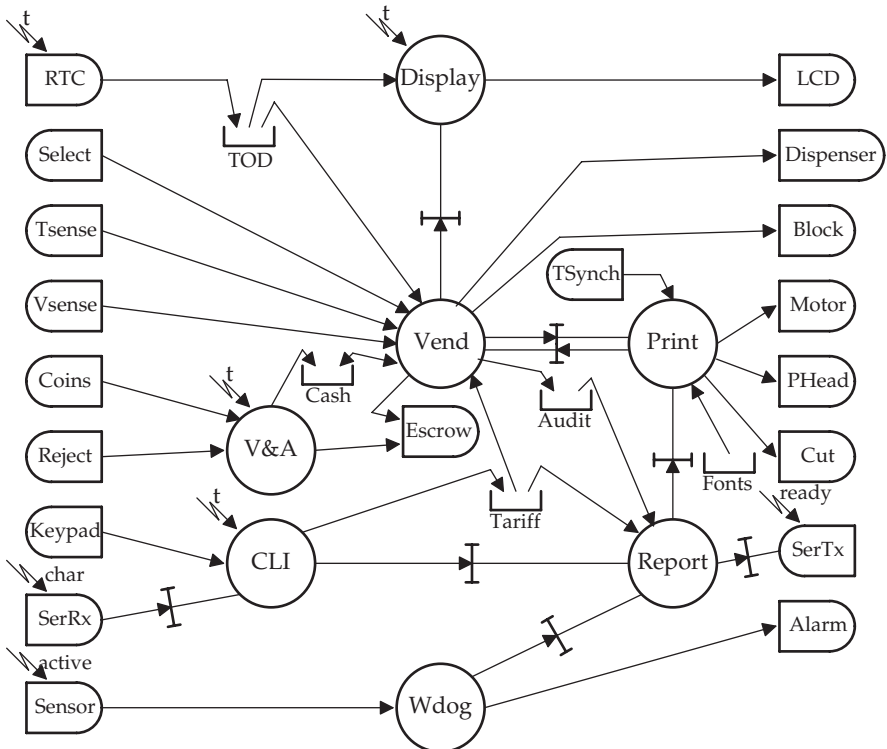 t
t
RTC
Display
LCD
TOD
Select
Dispenser
Tsense
Block
TSynch
Vsense
Vend
Print
Motor
t
Coins
Cash
PHead
Audit
Escrow
Reject
V&A
Cut
Fonts
t
ready
Tariff
Keypad
CLI
Report
SerTx
char
SerRx
Alarm
active
Sensor
Wdog